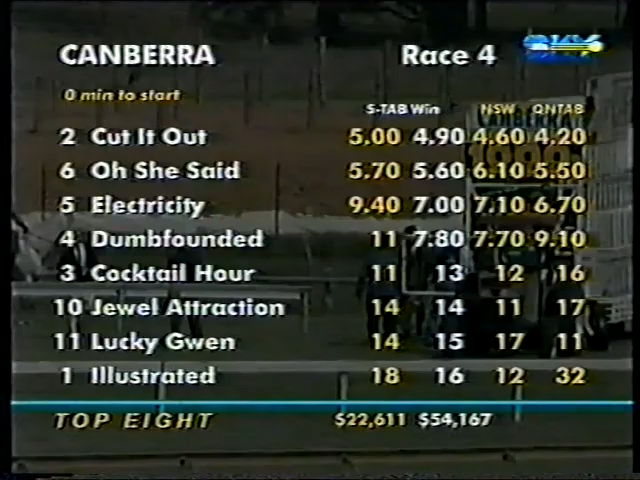 CANBERRA Race 4 SKY
0 min to start
S-TAB Win NSW QNTAB
CANBERRA
2 Cut It Out 5.00 4.90 4.60 4.20
6 Oh She Said 5.70 5.60 6.10 5.50
5 Electricity 9.40 7.00 7.10 6.70
4 Dumbfounded 11 7.80 7.70 9.10
3 Cocktail Hour 11 13 12 16
10 Jewel Attraction 14 14 11 17
11 Lucky Gwen 14 15 17 11
1 Illustrated 18 16 12 32
TOP EIGHT $22,611 $54,167